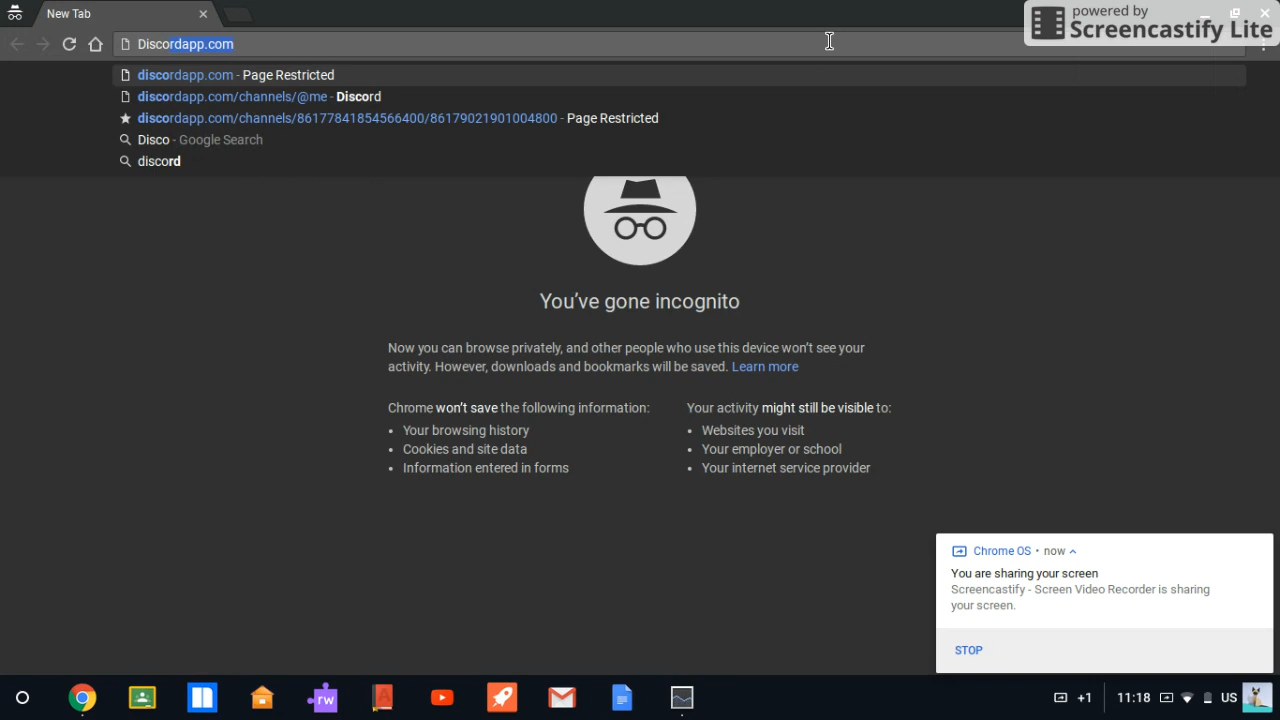 New Tab
powered by
Screencastify Lite
Discordapp.com
discordapp.com - Page Restricted
discordapp.com/channels/@me - Discord
discordapp.com/channels/86177841854566400/86179021901004800 - Page Restricted
Disco - Google Search
discord
You've gone incognito
Now you can browse privately, and other people who use this device won't see your
activity. However, downloads and bookmarks will be saved. Learn more
Chrome won't save the following information:
• Your browsing history
• Cookies and site data
• Information entered in forms
Your activity might still be visible to:
• Websites you visit
• Your employer or school
• Your internet service provider
Chrome OS • now
You are sharing your screen
Screencastify - Screen Video Recorder is sharing
your screen.
STOP
rw
+1 11:18 US